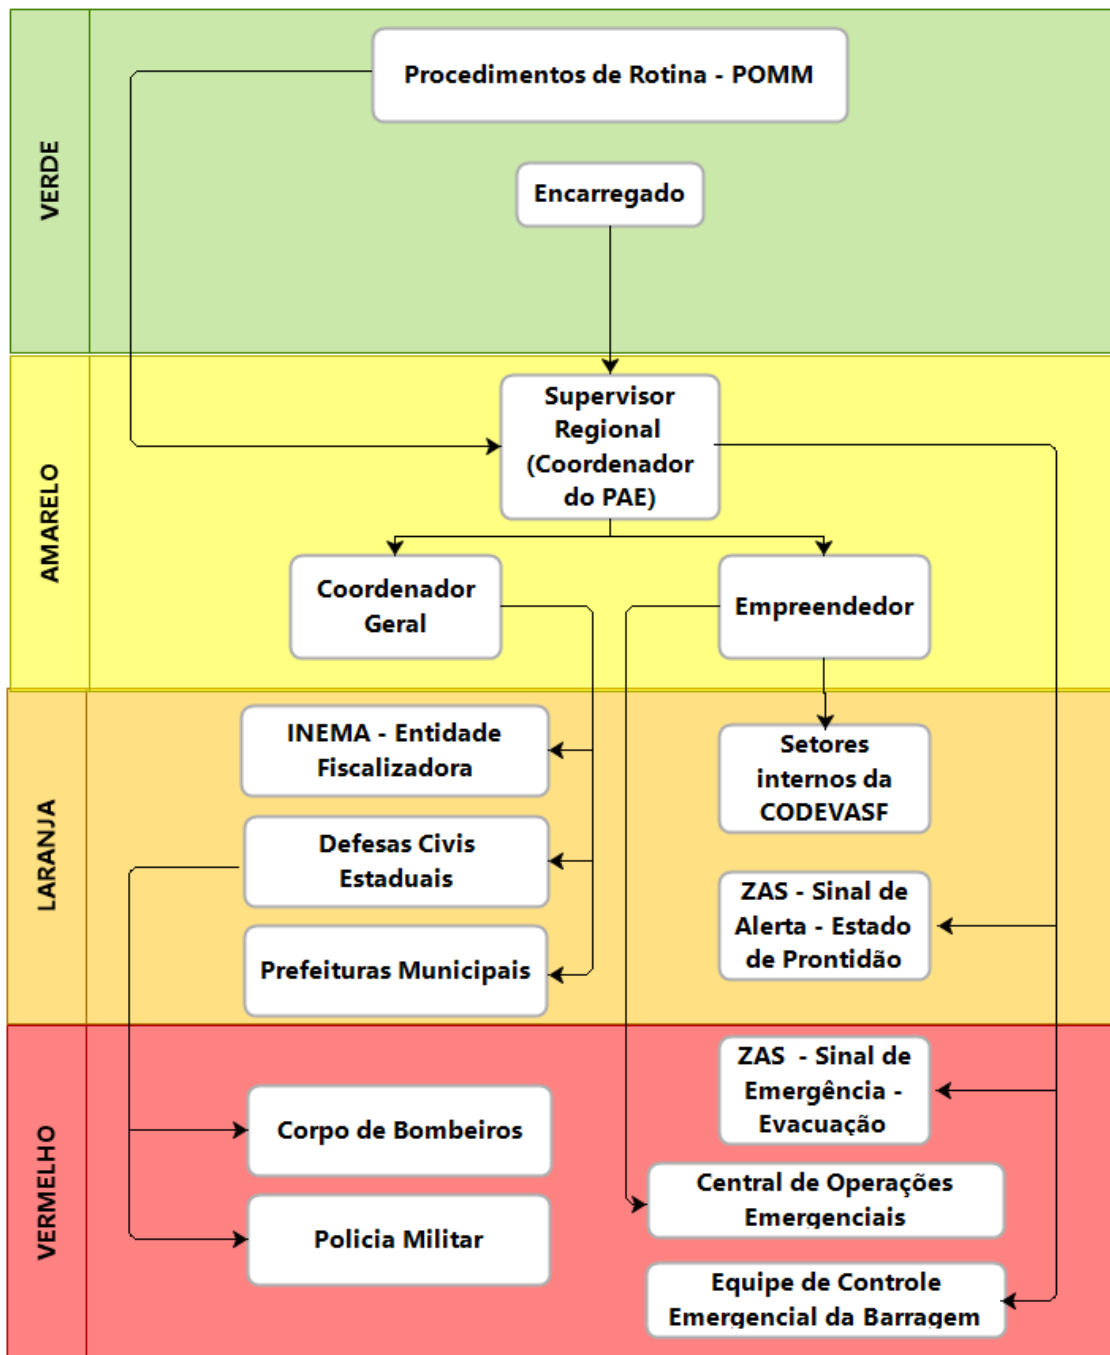 VERDE
Procedimentos de Rotina - POMM
Encarregado
AMARELO
Supervisor
Regional
(Coordenador
do PAE)
Coordenador
Geral
Empreendedor
LARANJA
INEMA - Entidade
Fiscalizadora
Defesas Civis
Estaduais
Prefeituras Municipais
Setores
internos da
CODEVASF
ZAS - Sinal de
Alerta - Estado
de Prontidão
VERMELHO
Corpo de Bombeiros
Policia Militar
ZAS - Sinal de
Emergência -
Evacuação
Central de Operações
Emergenciais
Equipe de Controle
Emergencial da Barragem